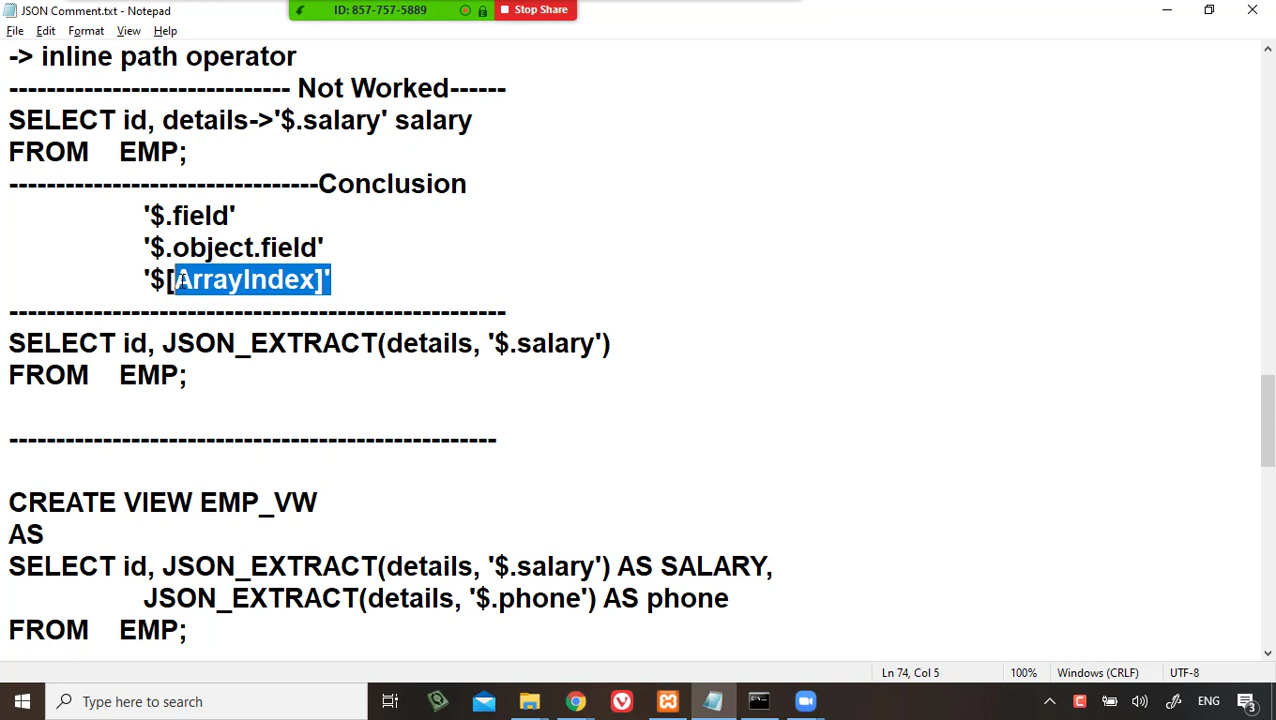 JSON Comment.txt - Notepad
ID: 857-757-5889
Stop Share
File Edit Format View Help
-> inline path operator
------------------------------ Not Worked------
SELECT id, details->'$.salary' salary
FROM EMP;
---------------------------------Conclusion
'$.field'
'$.object.field'
'$[ArrayIndex]'
-----------------------------------------------------
SELECT id, JSON_EXTRACT(details, '$.salary')
FROM EMP;
----------------------------------------------------
CREATE VIEW EMP_VW
AS
SELECT id, JSON_EXTRACT(details, '$.salary') AS SALARY,
JSON_EXTRACT(details, '$.phone') AS phone
FROM EMP;
Ln 74, Col 5 100% Windows (CRLF) UTF-8
Type here to search
ENG
3